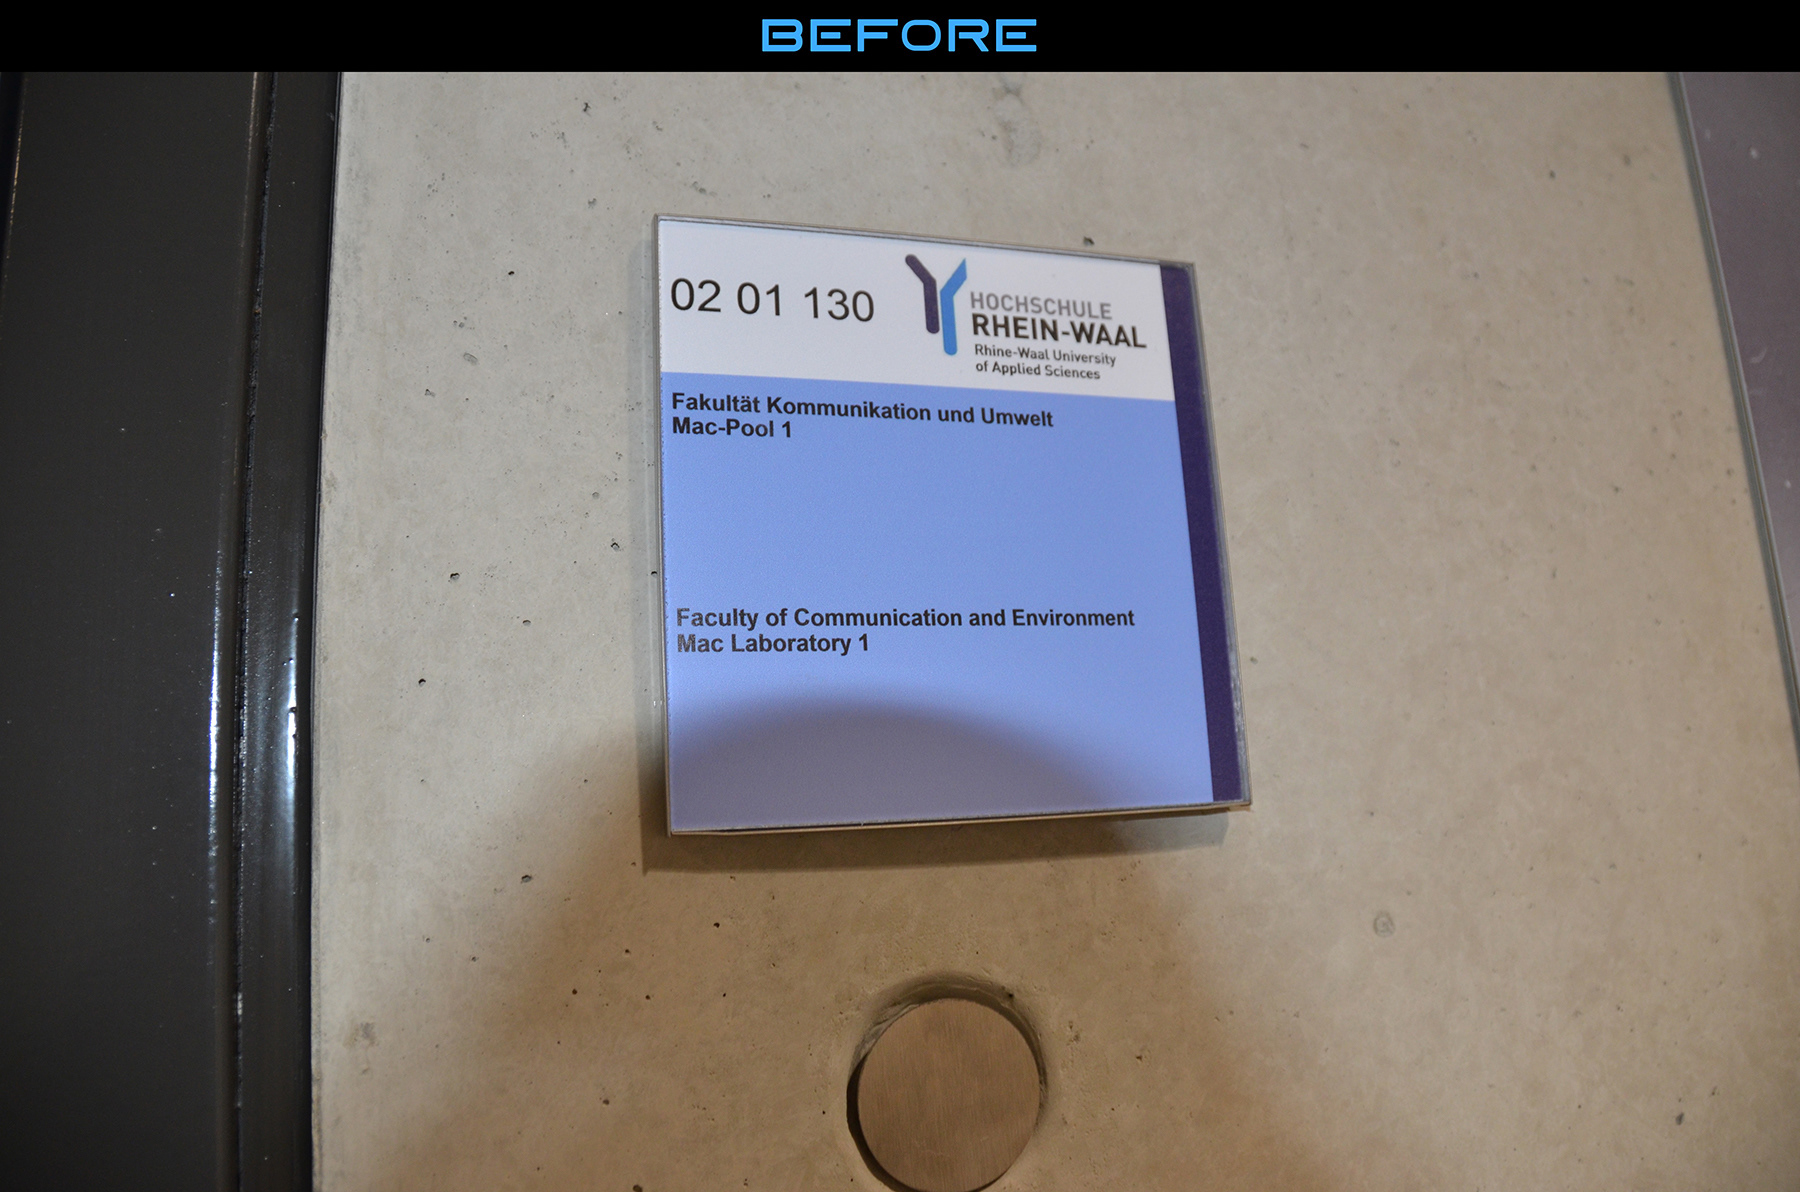 BEFORE
02 01 130
HOCHSCHULE
RHEIN-WAAL
Rhine-Waal University
of Applied Sciences
Fakultät Kommunikation und Umwelt
Mac-Pool 1
Faculty of Communication and Environment
Mac Laboratory 1